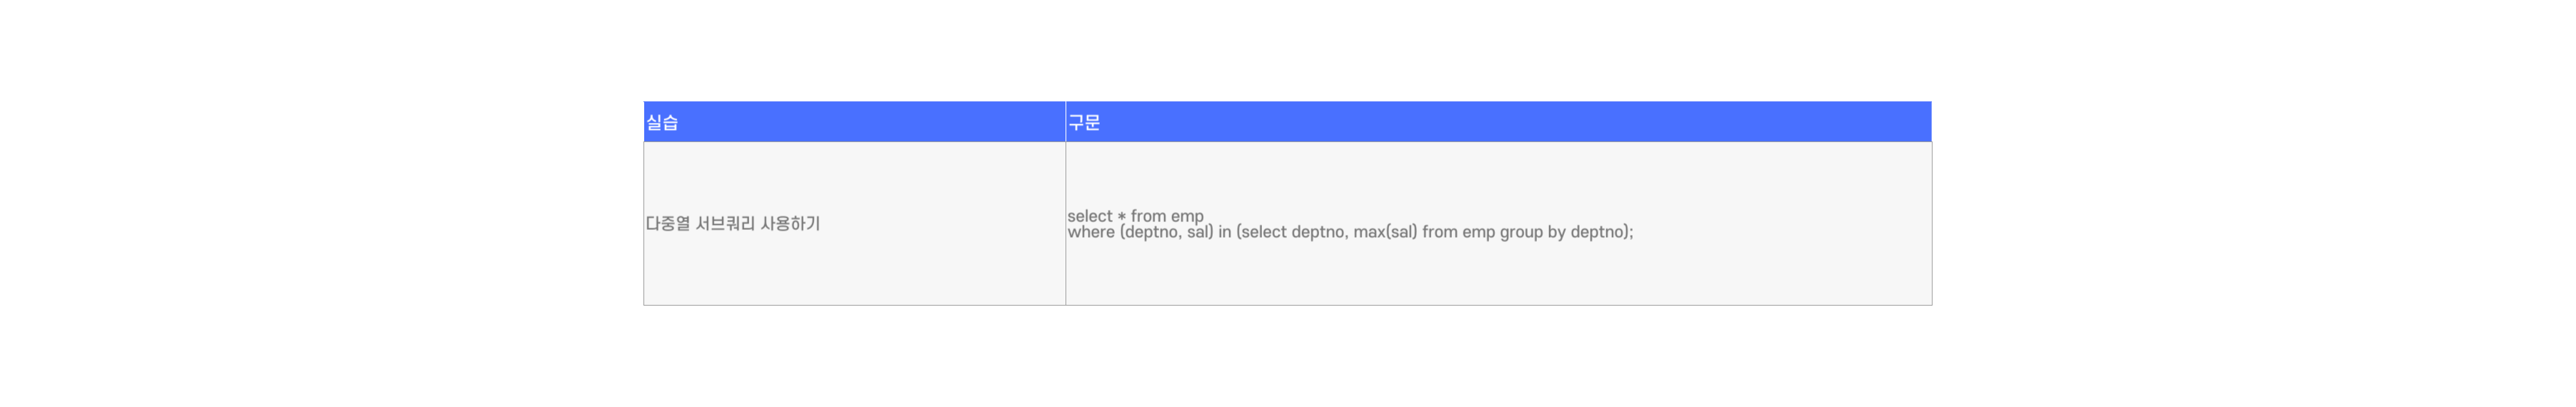 실습
구문
다중열 서브쿼리 사용하기
select * from emp
where (deptno, sal) in (select deptno, max(sal) from emp group by deptno);